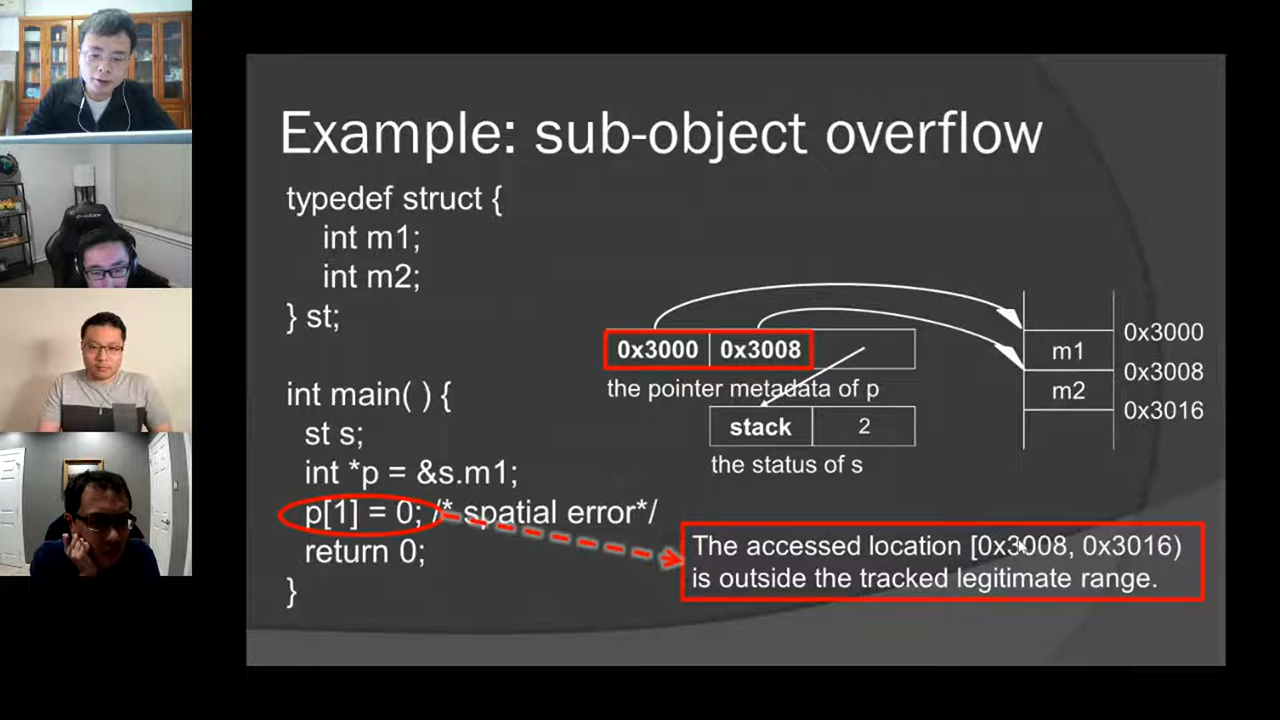 Example: sub-object overflow
typedef struct {
int m1;
int m2;
} st;
int main( ) {
st s;
int *p = &s.m1;
p[1] = 0; /* spatial error*/
return 0;
}
0x3000 0x3008
the pointer metadata of p
stack 2
the status of s
m1
m2
0x3000
0x3008
0x3016
The accessed location [0x3008, 0x3016)
is outside the tracked legitimate range.